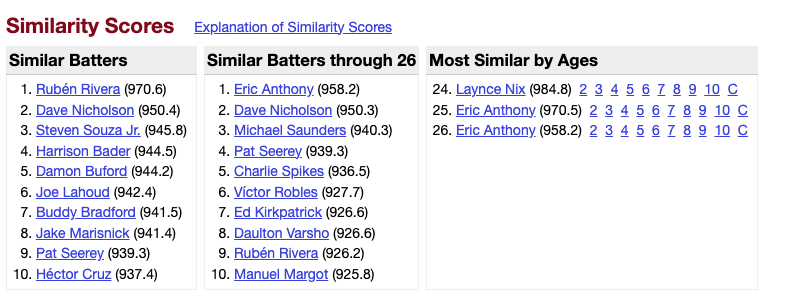 Similarity Scores Explanation of Similarity Scores
Similar Batters
1. Rubén Rivera (970.6)
2. Dave Nicholson (950.4)
3. Steven Souza Jr. (945.8)
4. Harrison Bader (944.5)
5. Damon Buford (944.2)
6. Joe Lahoud (942.4)
7. Buddy Bradford (941.5)
8. Jake Marisnick (941.4)
9. Pat Seerey (939.3)
10. Héctor Cruz (937.4)
Similar Batters through 26
1. Eric Anthony (958.2)
2. Dave Nicholson (950.3)
3. Michael Saunders (940.3)
4. Pat Seerey (939.3)
5. Charlie Spikes (936.5)
6. Víctor Robles (927.7)
7. Ed Kirkpatrick (926.6)
8. Daulton Varsho (926.6)
9. Rubén Rivera (926.2)
10. Manuel Margot (925.8)
Most Similar by Ages
24. Laynce Nix (984.8) 2 3 4 5 6 7 8 9 10 C
25. Eric Anthony (970.5) 2 3 4 5 6 7 8 9 10 C
26. Eric Anthony (958.2) 2 3 4 5 6 7 8 9 10 C